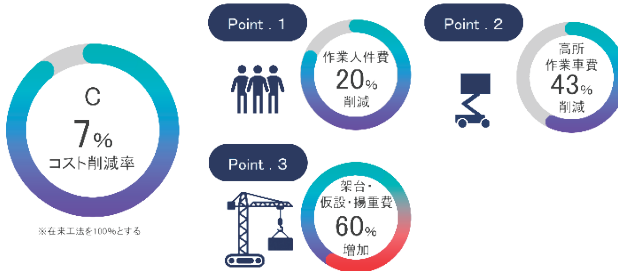 C
7%
コスト削減率
※在来工法を100%とする
Point . 1
作業人件費
20%
削減
Point . 2
高所
作業車費
43%
削減
Point . 3
架台・
仮設・揚重費
60%
増加